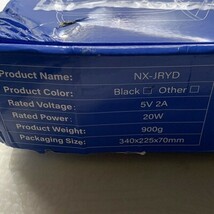 Product Name: NX-JRYD
Product Color: Black □ Other □
Rated Voltage: 5V 2A
Rated Power: 20W
Product Weight: 900g
Packaging Size: 340x225x70mm